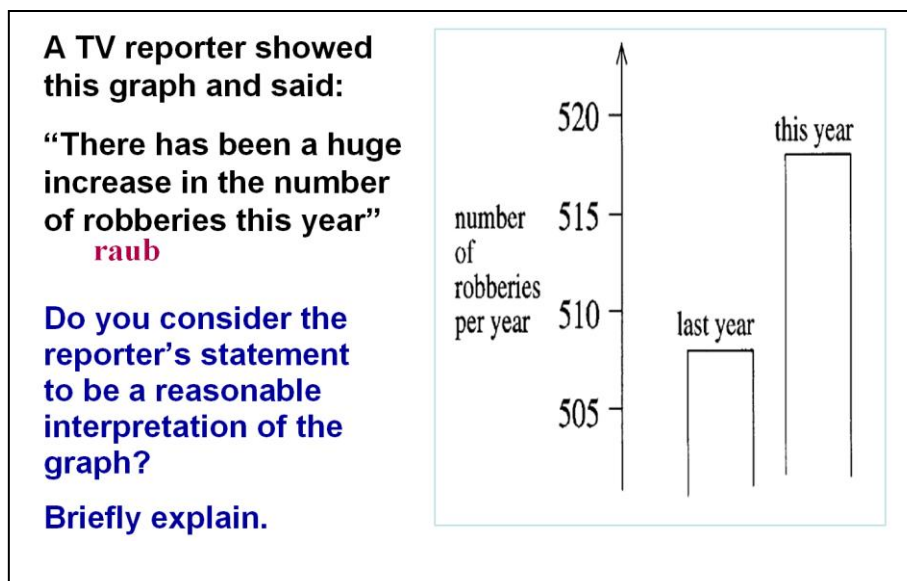 A TV reporter showed
this graph and said:
“There has been a huge
increase in the number
of robberies this year”
raub
Do you consider the
reporter’s statement
to be a reasonable
interpretation of the
graph?
Briefly explain.
number
of
robberies
per year
520
515
510
505
last year
this year